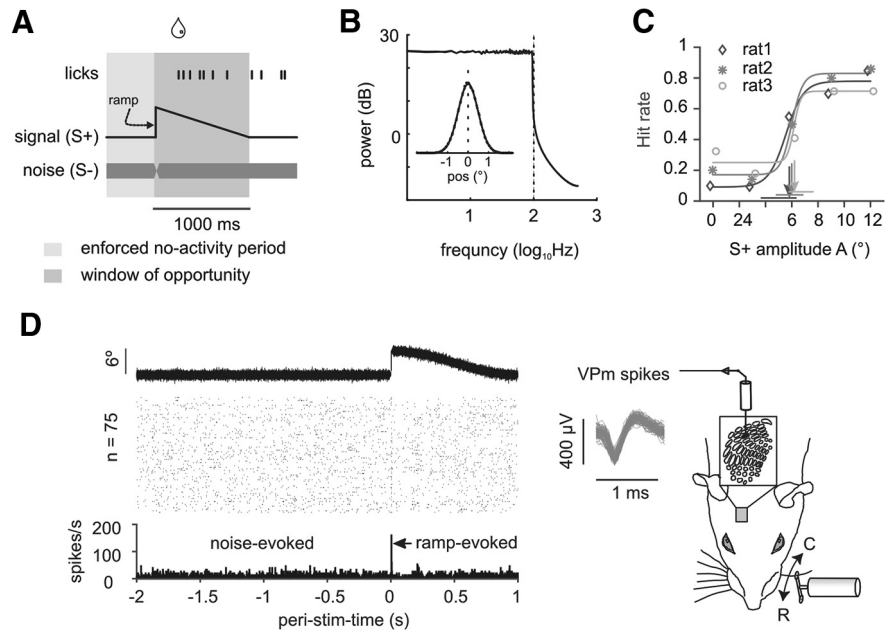 A
licks
ramp
signal (S+)
noise (S-)
1000 ms
enforced no-activity period
window of opportunity
B
30
0
power (dB)
-1 0 1
pos (°)
1 2 3
frequncy (log10Hz)
C
rat1
rat2
rat3
1
0.8
0.6
0.4
0.2
0
Hit rate
0 24 6 8 10 12
S+ amplitude A (°)
D
6°
n = 75
200
100
0
spikes/s
noise-evoked
ramp-evoked
-2 -1.5 -1 -0.5 0 0.5 1
peri-stim-time (s)
VPm spikes
400 µV
1 ms
C
R